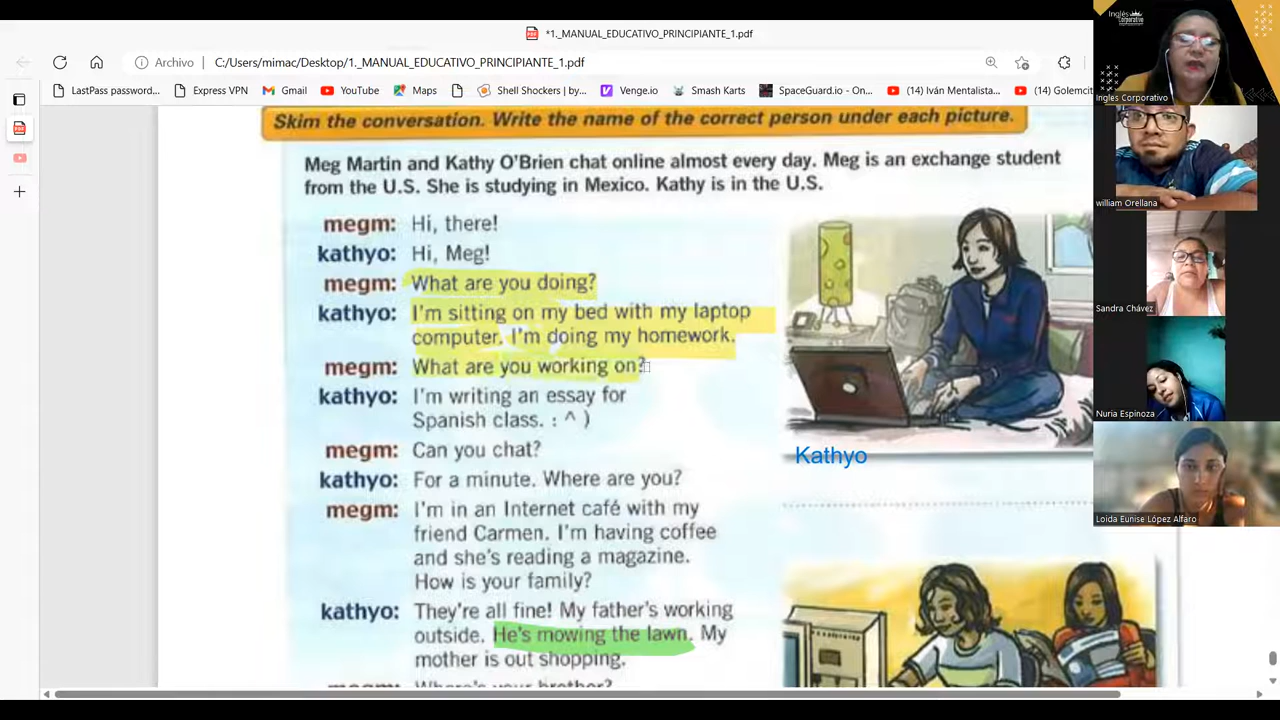 *1._MANUAL_EDUCATIVO_PRINCIPIANTE_1.pdf
Archivo
C:/Users/mimac/Desktop/1._MANUAL_EDUCATIVO_PRINCIPIANTE_1.pdf
LastPass password...
Express VPN
Gmail
YouTube
Maps
Shell Shockers | by...
Venge.io
Smash Karts
SpaceGuard.io - On...
(14) Iván Mentalista...
(14) Golemcit
Skim the conversation. Write the name of the correct person under each picture.
Meg Martin and Kathy O'Brien chat online almost every day. Meg is an exchange student
from the U.S. She is studying in Mexico. Kathy is in the U.S.
megm: Hi, there!
kathyo: Hi, Meg!
megm: What are you doing?
kathyo: I'm sitting on my bed with my laptop
computer. I'm doing my homework.
megm: What are you working on?
kathyo: I'm writing an essay for
Spanish class. : ^ )
megm: Can you chat?
kathyo: For a minute. Where are you?
megm: I'm in an Internet café with my
friend Carmen. I'm having coffee
and she's reading a magazine.
How is your family?
kathyo: They're all fine! My father's working
outside. He's mowing the lawn. My
mother is out shopping.
Where's your brother?
Kathyo
Inglés
Corporativo
Ingles Corporativo
william Orellana
Sandra Chávez
Nuria Espinoza
Loida Eunise López Alfaro